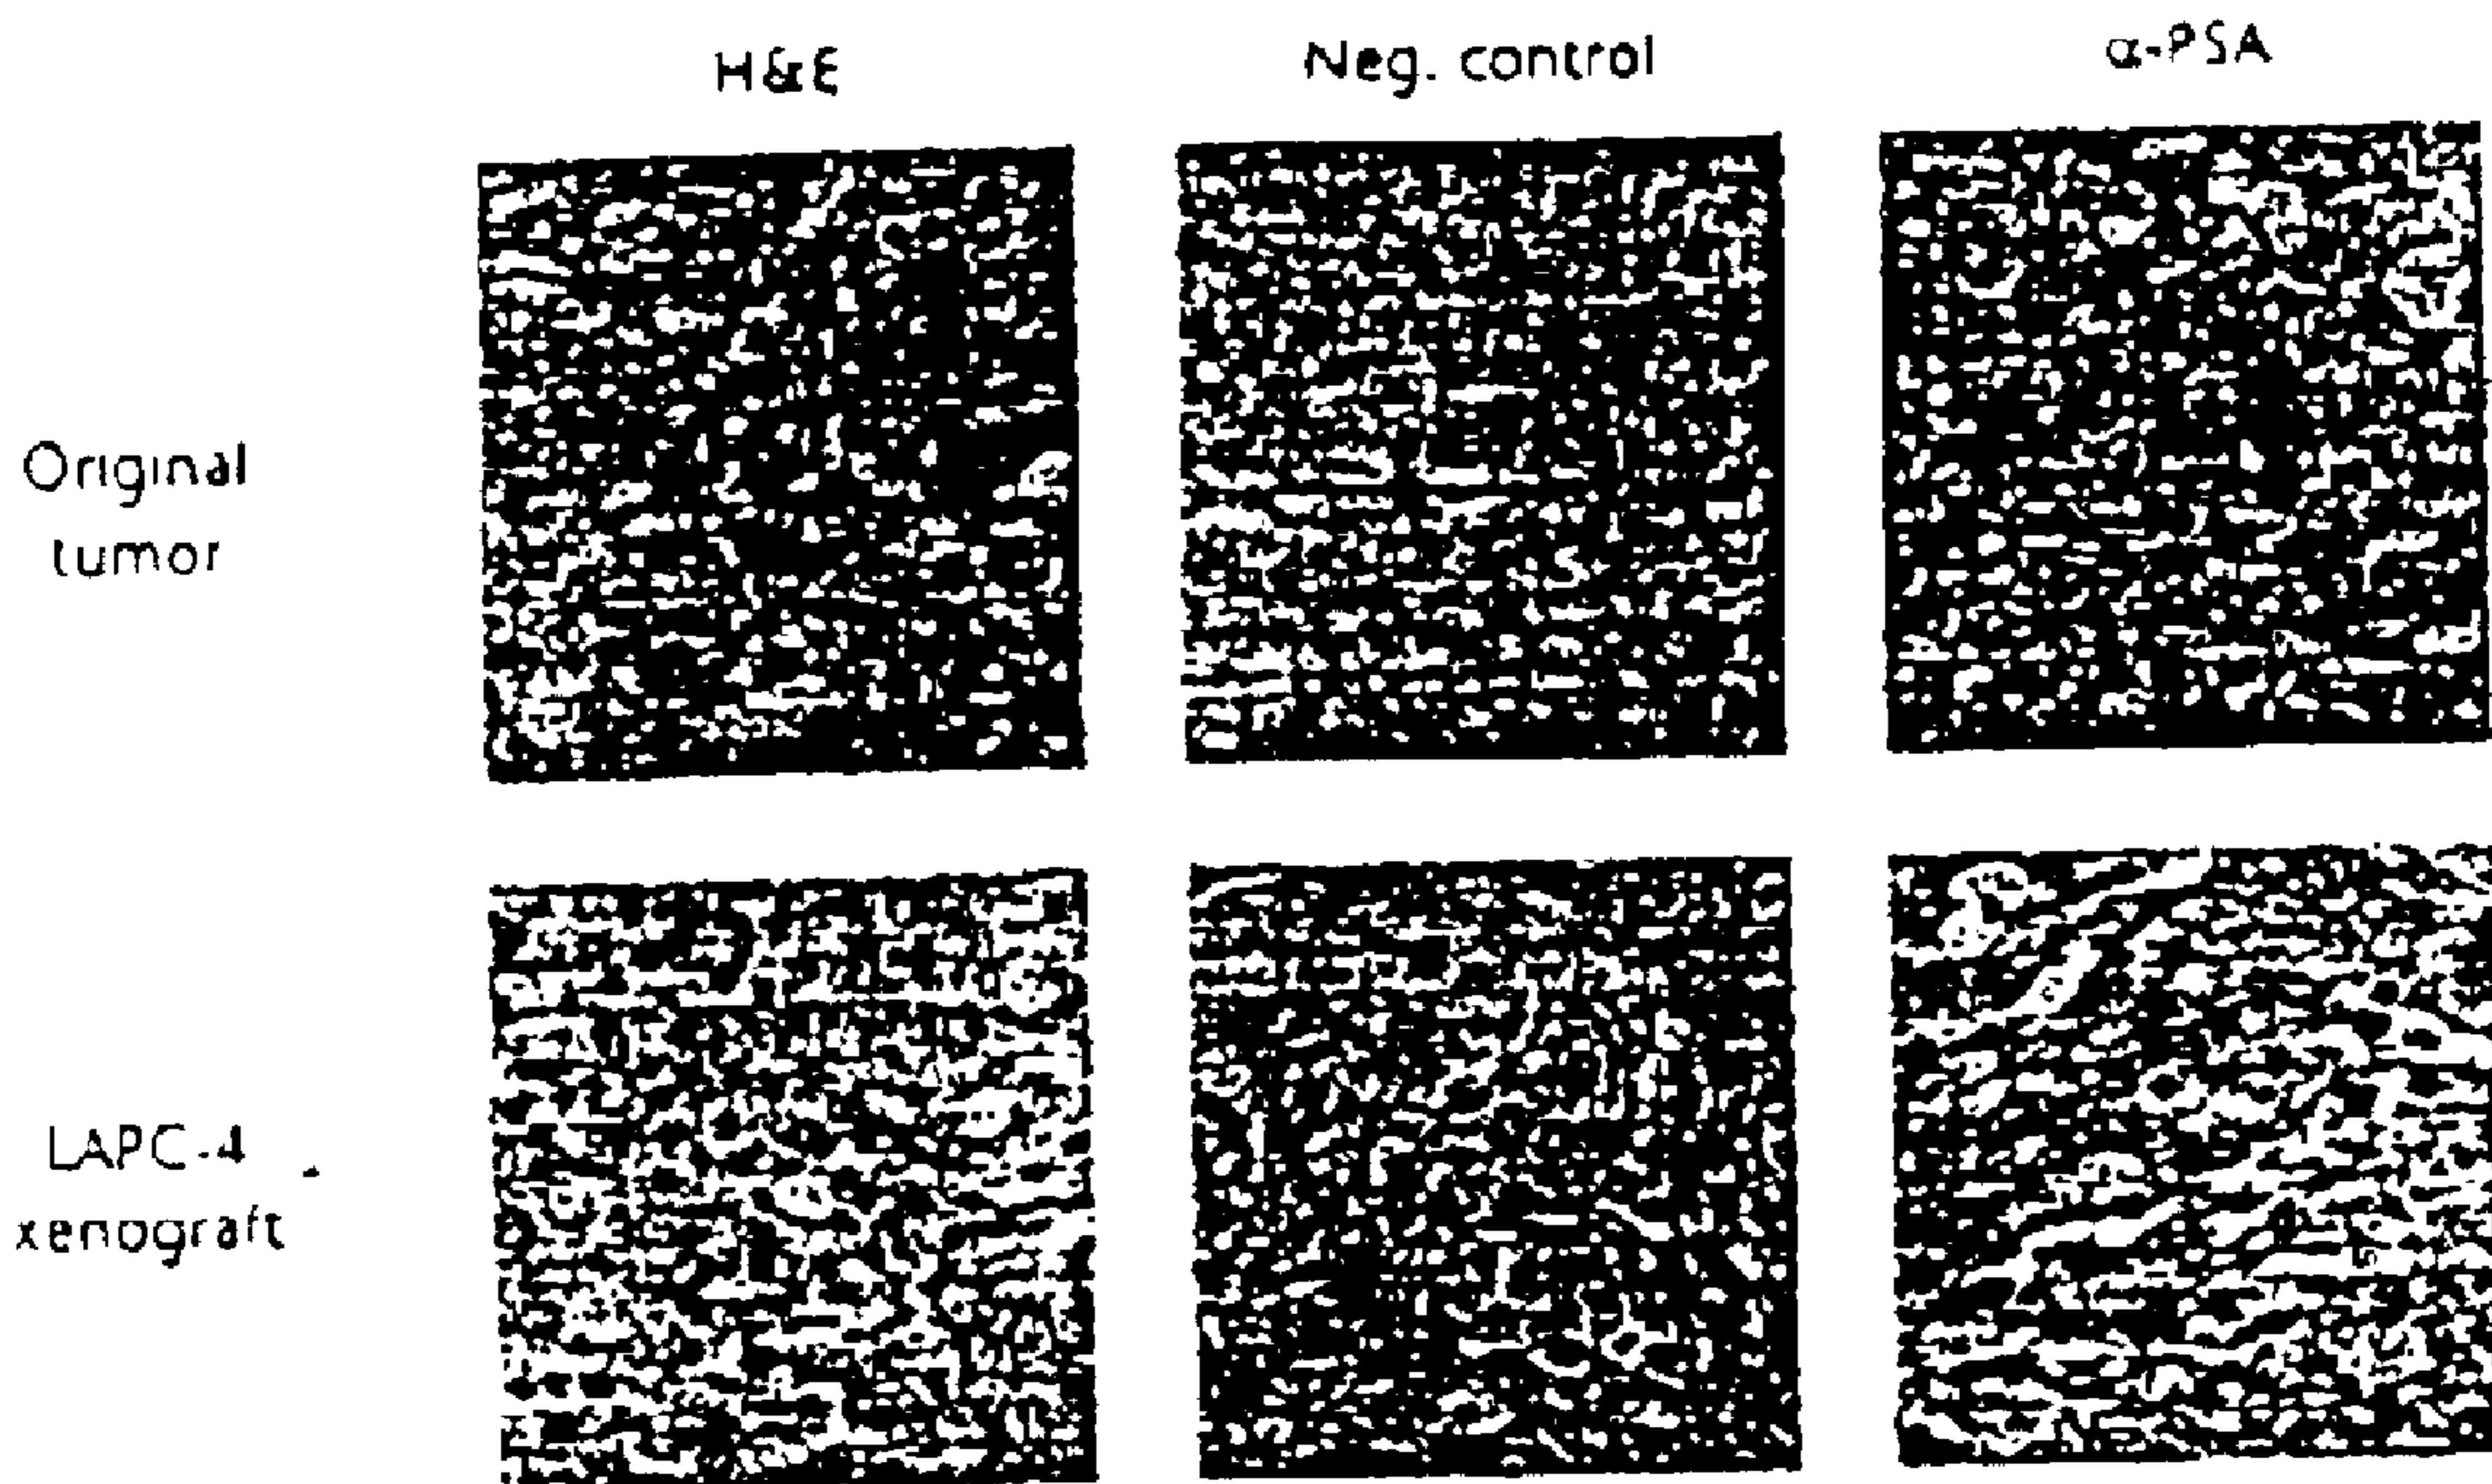 H&E
Neg. control
α-PSA
Original
tumor
LAPC-4
xenograft